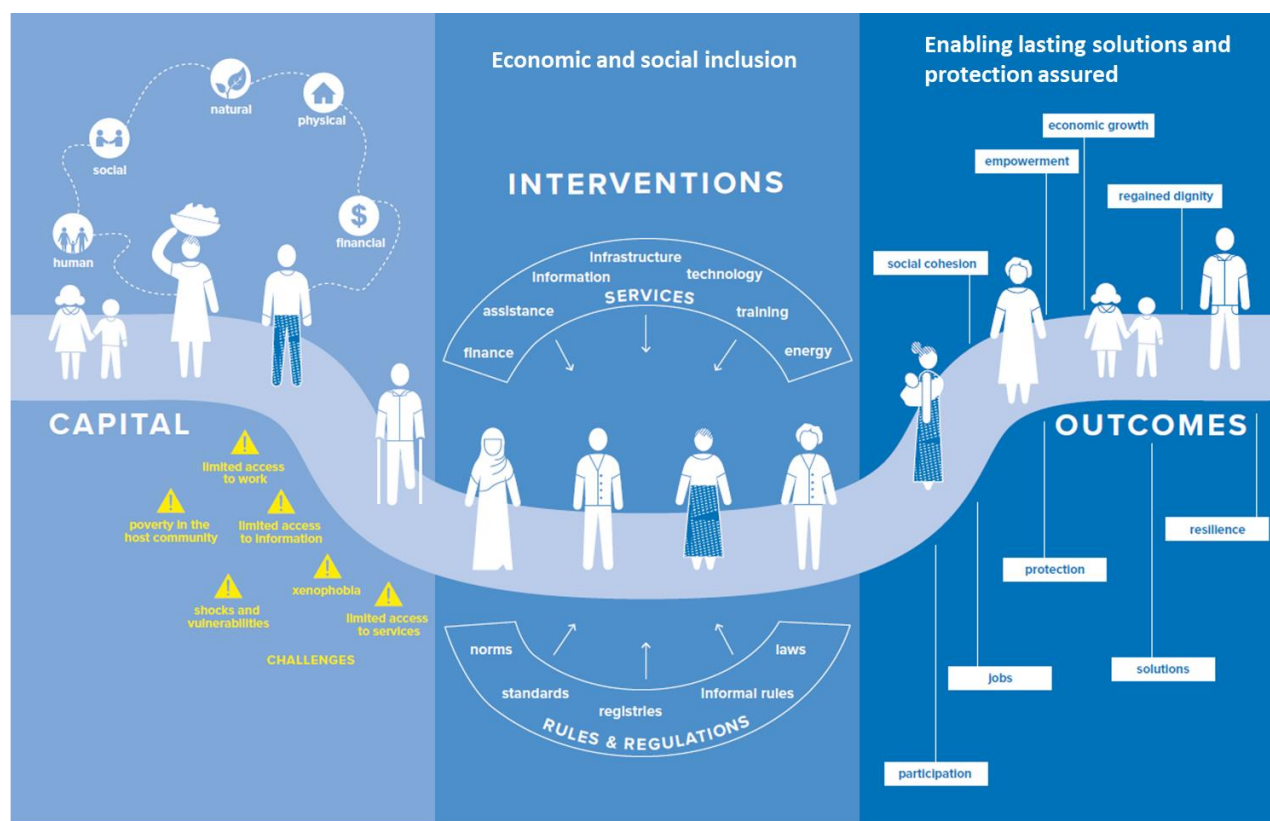 natural
physical
social
$
financial
human
CAPITAL
limited access
to work
poverty in the
host community
limited access
to information
xenophobia
shocks and
vulnerabilities
limited access
to services
CHALLENGES
Economic and social inclusion
INTERVENTIONS
infrastructure
information
technology
SERVICES
assistance
training
finance
energy
norms
laws
standards
informal rules
registries
RULES & REGULATIONS
Enabling lasting solutions and
protection assured
economic growth
empowerment
regained dignity
social cohesion
OUTCOMES
resilience
protection
solutions
jobs
participation